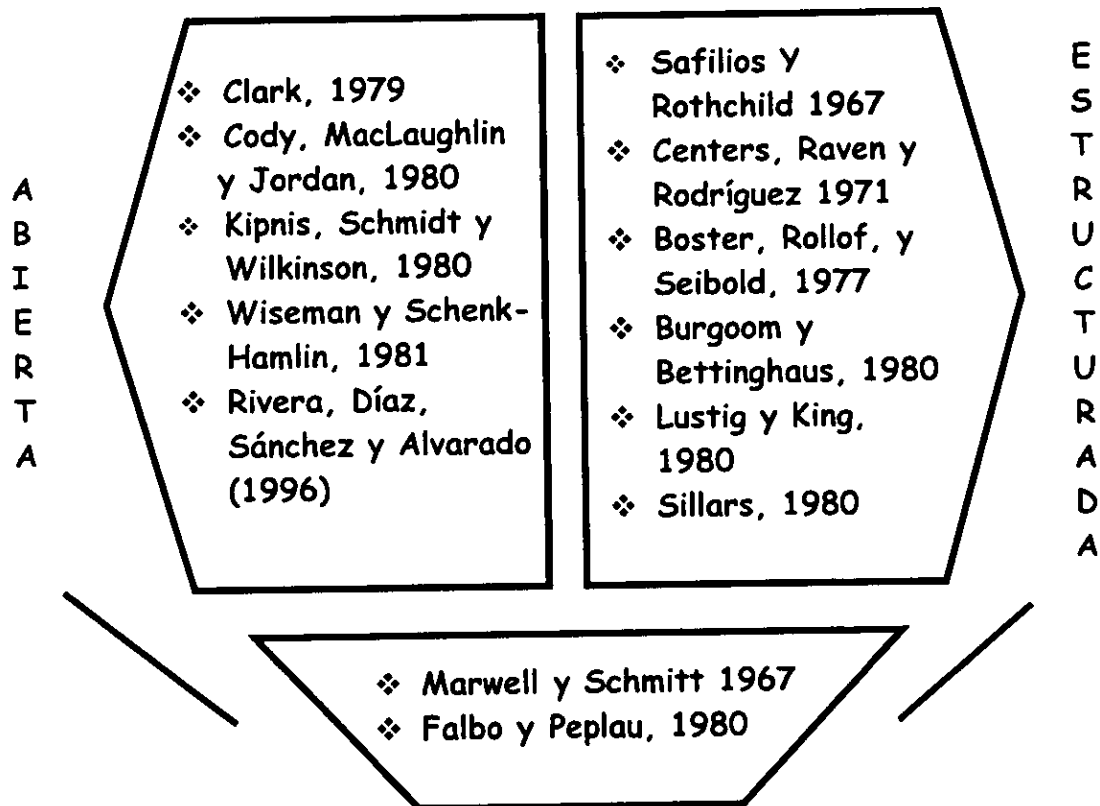 ABIERTA
❖ Clark, 1979
❖ Cody, MacLaughlin
y Jordan, 1980
❖ Kipnis, Schmidt y
Wilkinson, 1980
❖ Wiseman y Schenk-
Hamlin, 1981
❖ Rivera, Díaz,
Sánchez y Alvarado
(1996)
❖ Safilios Y
Rothchild 1967
❖ Centers, Raven y
Rodríguez 1971
❖ Boster, Rollof, y
Seibold, 1977
❖ Burgoom y
Bettinghaus, 1980
❖ Lustig y King,
1980
❖ Sillars, 1980
ESTRUCTURADA
❖ Marwell y Schmitt 1967
❖ Falbo y Peplau, 1980